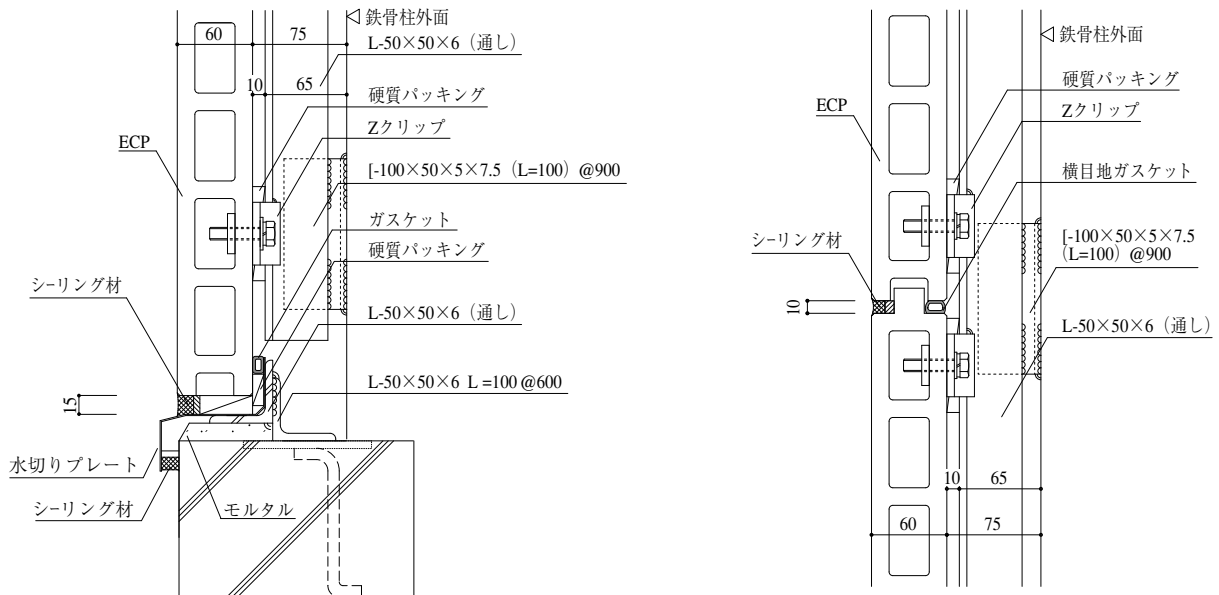 鉄骨柱外面
60
75
L-50×50×6（通し）
10
65
硬質パッキング
Zクリップ
ECP
[-100×50×5×7.5（L=100）@900
ガスケット
硬質パッキング
シーリング材
L-50×50×6（通し）
L-50×50×6 L=100 @600
15
水切りプレート
シーリング材
モルタル
鉄骨柱外面
硬質パッキング
ECP
Zクリップ
横目地ガスケット
シーリング材
[-100×50×5×7.5
（L=100）@900
10
L-50×50×6（通し）
10
65
60
75